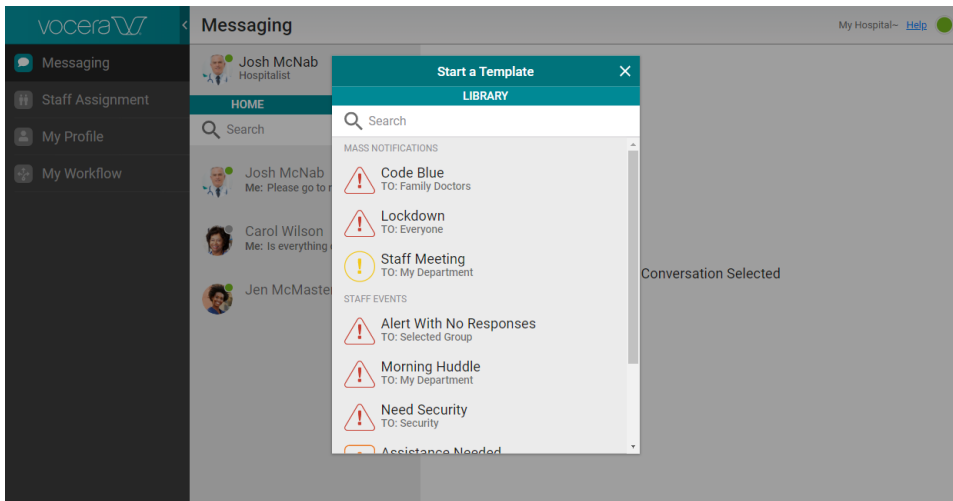 vocera
Messaging
My Hospital~ Help
Messaging
Staff Assignment
My Profile
My Workflow
Josh McNab
Hospitalist
HOME
Search
Josh McNab
Me: Please go to r
Carol Wilson
Me: Is everything
Jen McMaste
Start a Template
LIBRARY
Search
MASS NOTIFICATIONS
Code Blue
TO: Family Doctors
Lockdown
TO: Everyone
Staff Meeting
TO: My Department
STAFF EVENTS
Alert With No Responses
TO: Selected Group
Morning Huddle
TO: My Department
Need Security
TO: Security
Assistance Needed
Conversation Selected